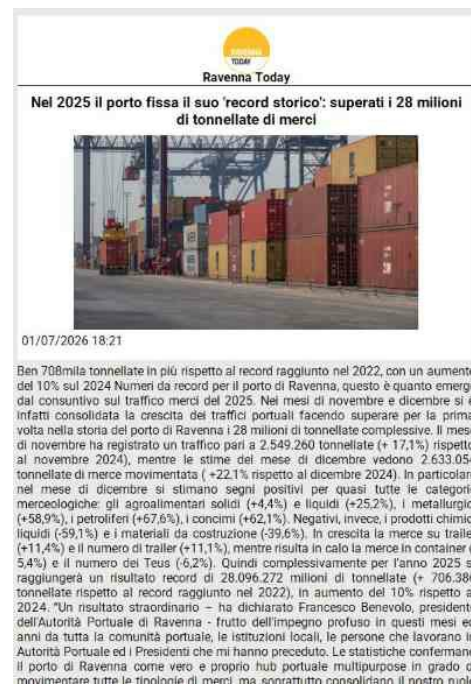 TODAY
Ravenna Today
Nel 2025 il porto fissa il suo 'record storico': superati i 28 milioni
di tonnellate di merci
01/07/2026 18:21
Ben 708mila tonnellate in più rispetto al record raggiunto nel 2022, con un aumento
del 10% sul 2024 Numeri da record per il porto di Ravenna, questo è quanto emerge
dal consuntivo sul traffico merci del 2025. Nei mesi di novembre e dicembre si è
infatti consolidata la crescita dei traffici portuali facendo superare per la prima
volta nella storia del porto di Ravenna i 28 milioni di tonnellate complessive. Il mese
di novembre ha registrato un traffico pari a 2.549.260 tonnellate (+ 17,1%) rispetto
al novembre 2024), mentre le stime del mese di dicembre vedono 2.633.054
tonnellate di merce movimentata ( +22,1% rispetto al dicembre 2024). In particolare
nel mese di dicembre si stimano segni positivi per quasi tutte le categorie
merceologiche: gli agroalimentari solidi (+4,4%) e liquidi (+25,2%), i metallurgici
(+58,9%), i petroliferi (+67,6%), i concimi (+62,1%). Negativi, invece, i prodotti chimici
liquidi (-59,1%) e i materiali da costruzione (-39,6%). In crescita la merce su trailer
(+11,4%) e il numero di trailer (+11,1%), mentre risulta in calo la merce in container (-
5,4%) e il numero dei Teus (-6,2%). Quindi complessivamente per l'anno 2025 si
raggiungerà un risultato record di 28.096.272 milioni di tonnellate (+ 706.380
tonnellate rispetto al record raggiunto nel 2022), in aumento del 10% rispetto al
2024. "Un risultato straordinario – ha dichiarato Francesco Benevolo, presidente
dell'Autorità Portuale di Ravenna - frutto dell'impegno profuso in questi mesi ed
anni da tutta la comunità portuale, le istituzioni locali, le persone che lavorano in
Autorità Portuale ed i Presidenti che mi hanno preceduto. Le statistiche confermano
il porto di Ravenna come vero e proprio hub portuale multipurpose in grado di
movimentare tutte le tipologie di merci, ma soprattutto consolidano il nostro ruolo